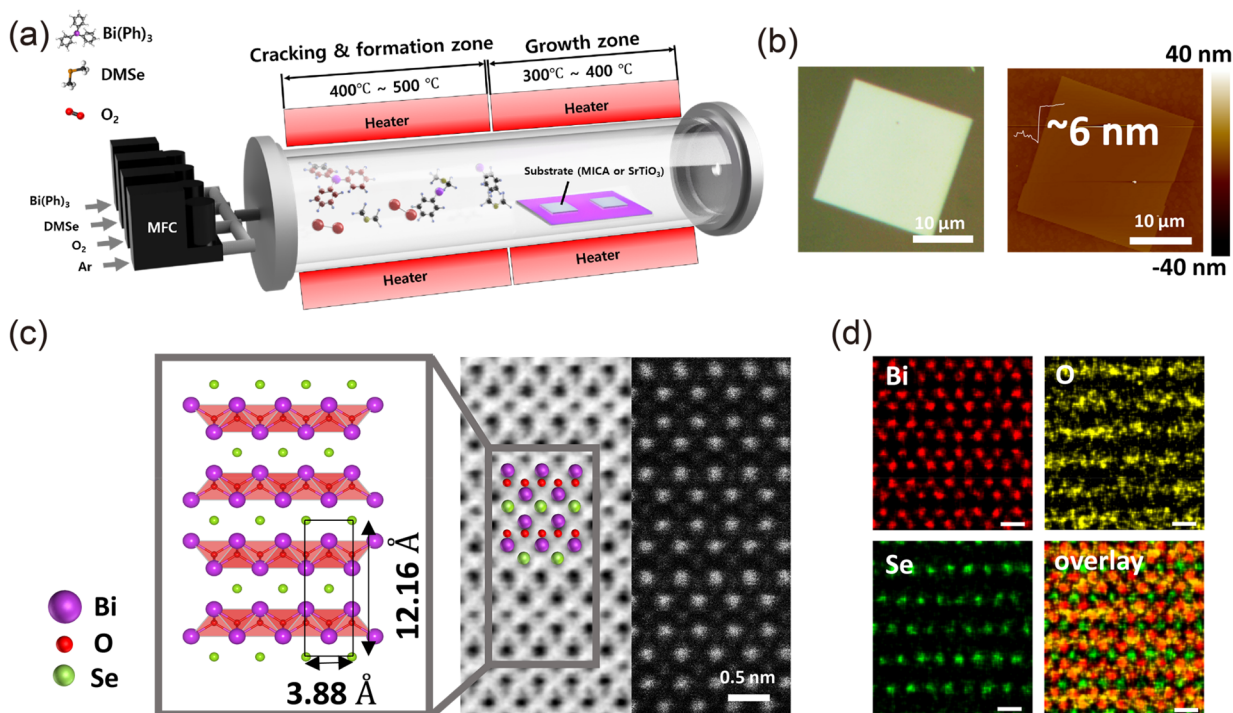 (a)
Bi(Ph)₃
DMSe
O₂
Cracking & formation zone
Growth zone
400℃ ~ 500 ℃
300℃ ~ 400℃
Heater
Heater
Substrate (MICA or SrTiO₃)
Bi(Ph)₃
DMSe
O₂
Ar
MFC
Heater
Heater
(b)
10 μm
~6 nm
10 μm
40 nm
-40 nm
(c)
12.16 Å
3.88 Å
Bi
O
Se
0.5 nm
(d)
Bi
O
Se
overlay